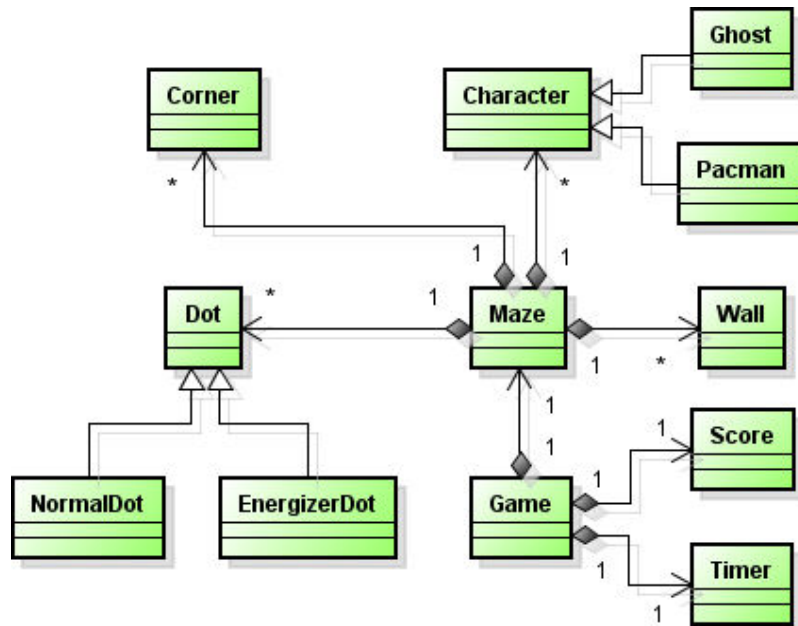 Ghost
Corner
Character
Pacman
*
*
1
1
*
1
Dot
Maze
Wall
1
*
1
1
1
Score
1
NormalDot
EnergizerDot
Game
1
Timer
1